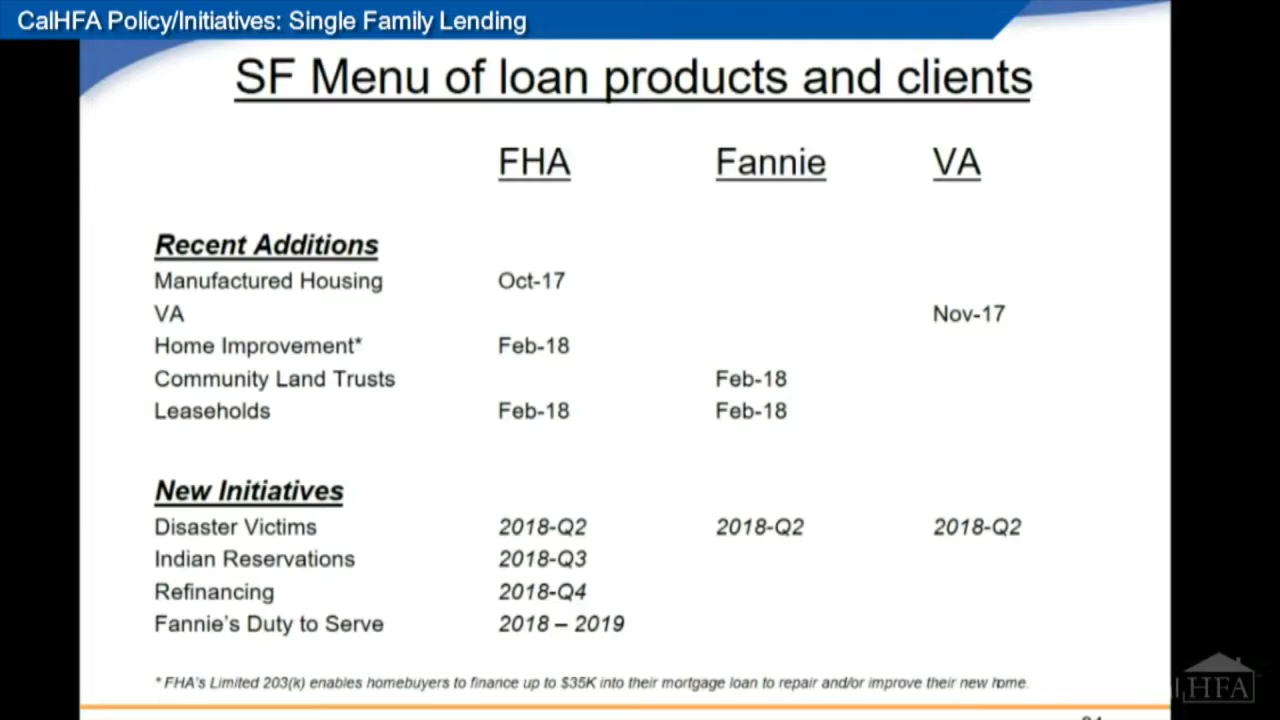 CalHFA Policy/Initiatives: Single Family Lending
SF Menu of loan products and clients
FHA Fannie VA
Recent Additions
Manufactured Housing Oct-17
VA Nov-17
Home Improvement* Feb-18
Community Land Trusts Feb-18
Leaseholds Feb-18 Feb-18
New Initiatives
Disaster Victims 2018-Q2 2018-Q2 2018-Q2
Indian Reservations 2018-Q3
Refinancing 2018-Q4
Fannie's Duty to Serve 2018 – 2019
* FHA's Limited 203(k) enables homebuyers to finance up to $35K into their mortgage loan to repair and/or improve their new home.
HFA